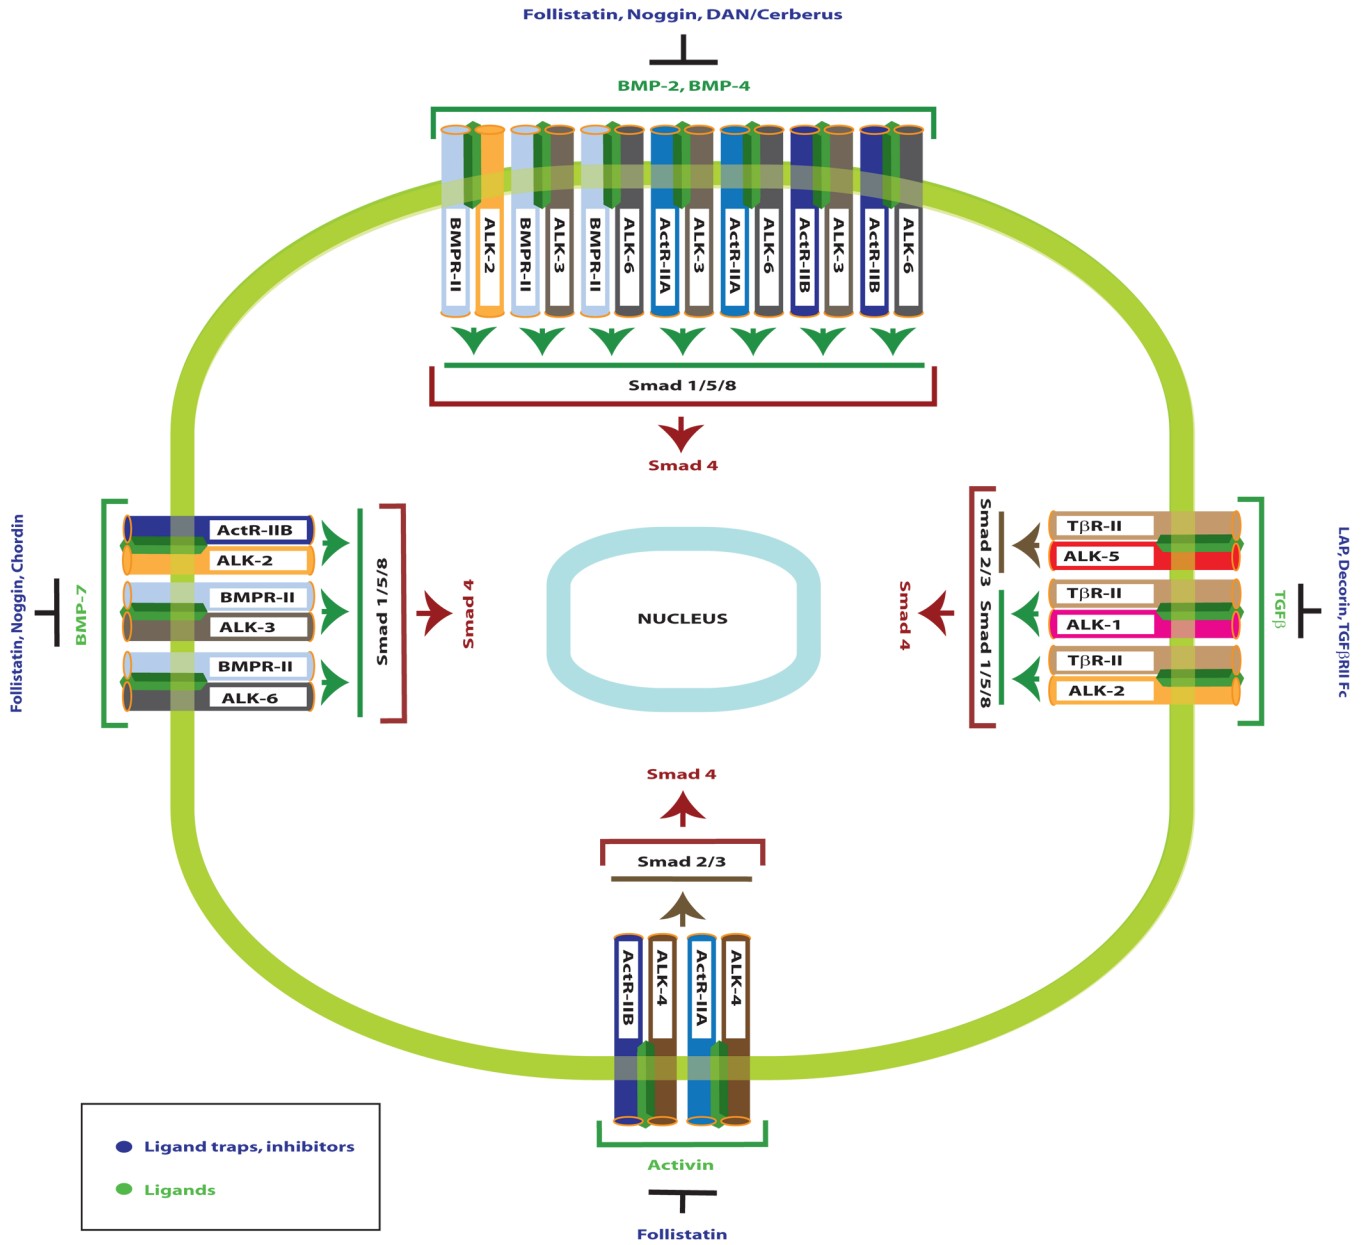 Follistatin, Noggin, DAN/Cerberus
BMP-2, BMP-4
BMPR-II
ALK-2
BMPR-II
ALK-3
BMPR-II
ALK-6
ActR-IIA
ALK-3
ActR-IIA
ALK-6
ActR-IIB
ALK-3
ActR-IIB
ALK-6
Smad 1/5/8
Smad 4
Follistatin, Noggin, Chordin
BMP-7
ActR-IIB
ALK-2
BMPR-II
ALK-3
BMPR-II
ALK-6
Smad 1/5/8
Smad 4
NUCLEUS
Smad 4
Smad 2/3
Smad 1/5/8
TβR-II
ALK-5
TβR-II
ALK-1
TβR-II
ALK-2
TGFβ
LAP, Decorin, TGFβRII Fc
Smad 4
Smad 2/3
ActR-IIB
ALK-4
ActR-IIA
ALK-4
Activin
Follistatin
Ligand traps, inhibitors
Ligands